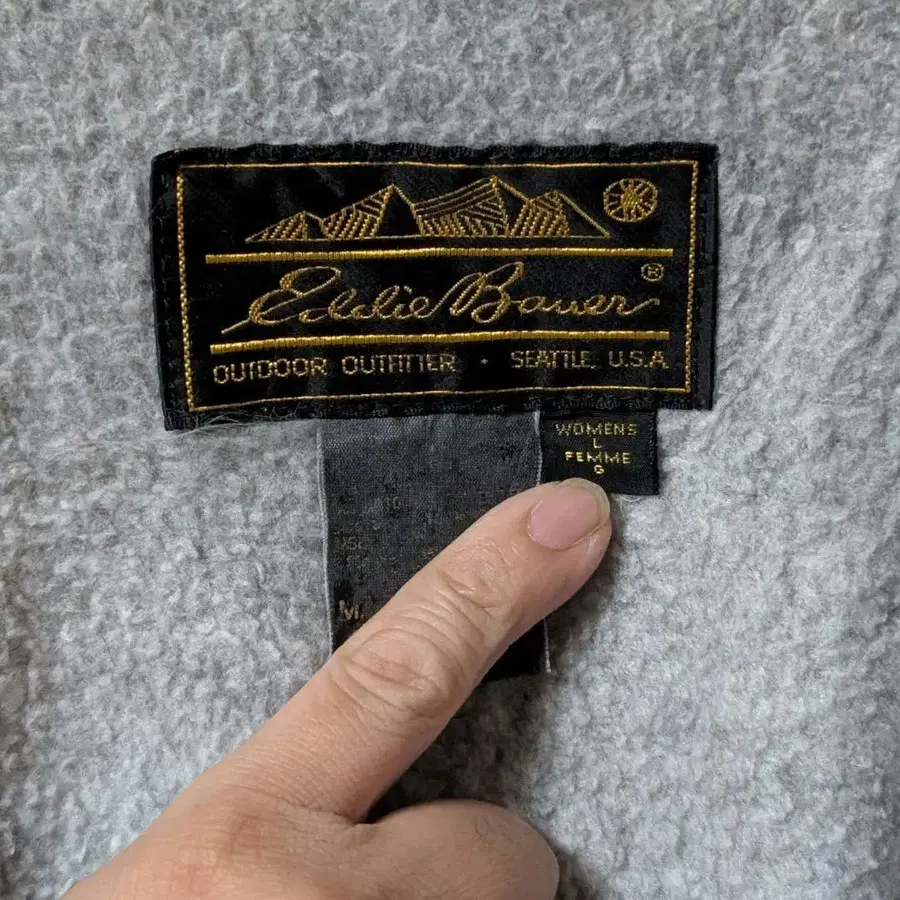 Eddie Bauer ®
OUTDOOR OUTFITTER · SEATTLE, U.S.A.
WOMENS
L
FEMME
G